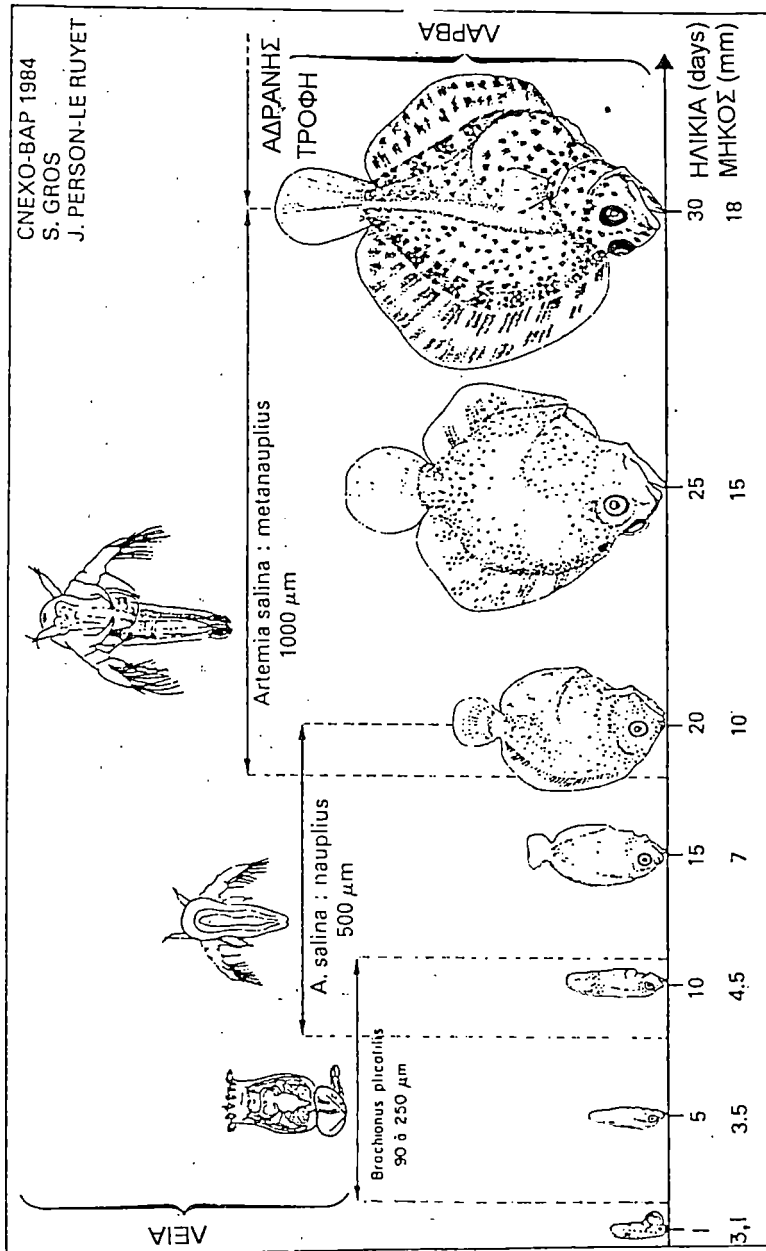 CNEXO-BAP 1984
S. GROS
J. PERSON-LE RUYET
ΛΕΙΑ
Brachionus plicatilis
90 à 250 μm
A. salina : nauplius
500 μm
Artemia salina : metanauplius
1000 μm
ΑΔΡΑΝΗΣ
ΤΡΟΦΗ
ΛΑΡΒΑ
5 10 15 20 25 30 ΗΛΙΚΙΑ (days)
3,1 3.5 4.5 7 10 15 18 ΜΗΚΟΣ (mm)